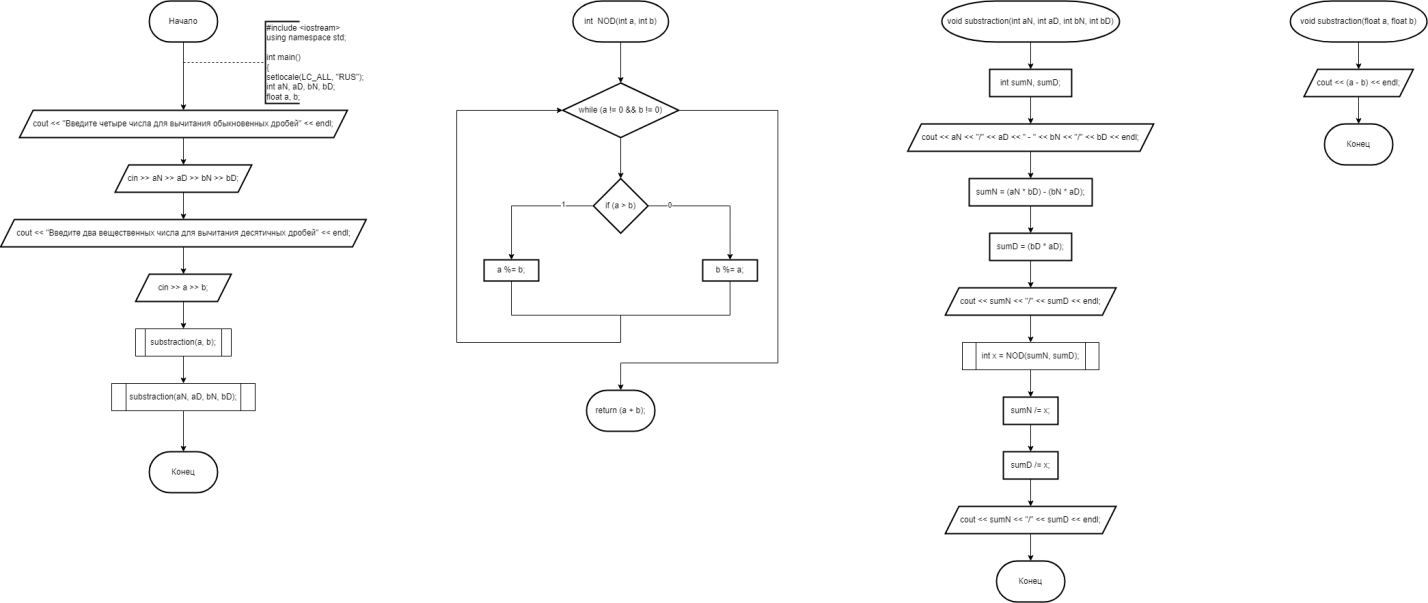 Начало
#include <iostream>
using namespace std;
int main()
{
setlocale(LC_ALL, "RUS");
int aN, aD, bN, bD;
float a, b;
cout << "Введите четыре числа для вычитания обыкновенных дробей" << endl;
cin >> aN >> aD >> bN >> bD;
cout << "Введите два вещественных числа для вычитания десятичных дробей" << endl;
cin >> a >> b;
substraction(a, b);
substraction(aN, aD, bN, bD);
Конец
int NOD(int a, int b)
while (a != 0 && b != 0)
if (a > b)
1
0
a %= b;
b %= a;
return (a + b);
void substraction(int aN, int aD, int bN, int bD)
int sumN, sumD;
cout << aN << "/" << aD << " - " << bN << "/" << bD << endl;
sumN = (aN * bD) - (bN * aD);
sumD = (bD * aD);
cout << sumN << "/" << sumD << endl;
int x = NOD(sumN, sumD);
sumN /= x;
sumD /= x;
cout << sumN << "/" << sumD << endl;
Конец
void substraction(float a, float b)
cout << (a - b) << endl;
Конец